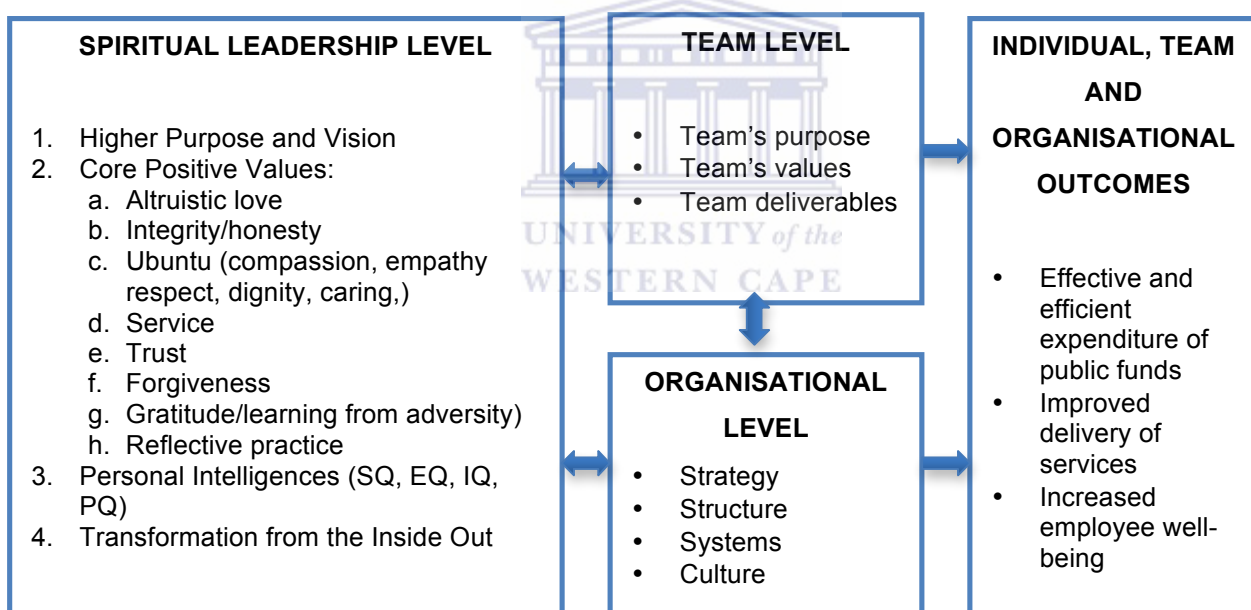 SPIRITUAL LEADERSHIP LEVEL
1. Higher Purpose and Vision
2. Core Positive Values:
a. Altruistic love
b. Integrity/honesty
c. Ubuntu (compassion, empathy
respect, dignity, caring,)
d. Service
e. Trust
f. Forgiveness
g. Gratitude/learning from adversity)
h. Reflective practice
3. Personal Intelligences (SQ, EQ, IQ,
PQ)
4. Transformation from the Inside Out
TEAM LEVEL
• Team's purpose
• Team's values
• Team deliverables
UNIVERSITY of the
WESTERN CAPE
ORGANISATIONAL
LEVEL
• Strategy
• Structure
• Systems
• Culture
INDIVIDUAL, TEAM
AND
ORGANISATIONAL
OUTCOMES
• Effective and
efficient
expenditure of
public funds
• Improved
delivery of
services
• Increased
employee well-
being